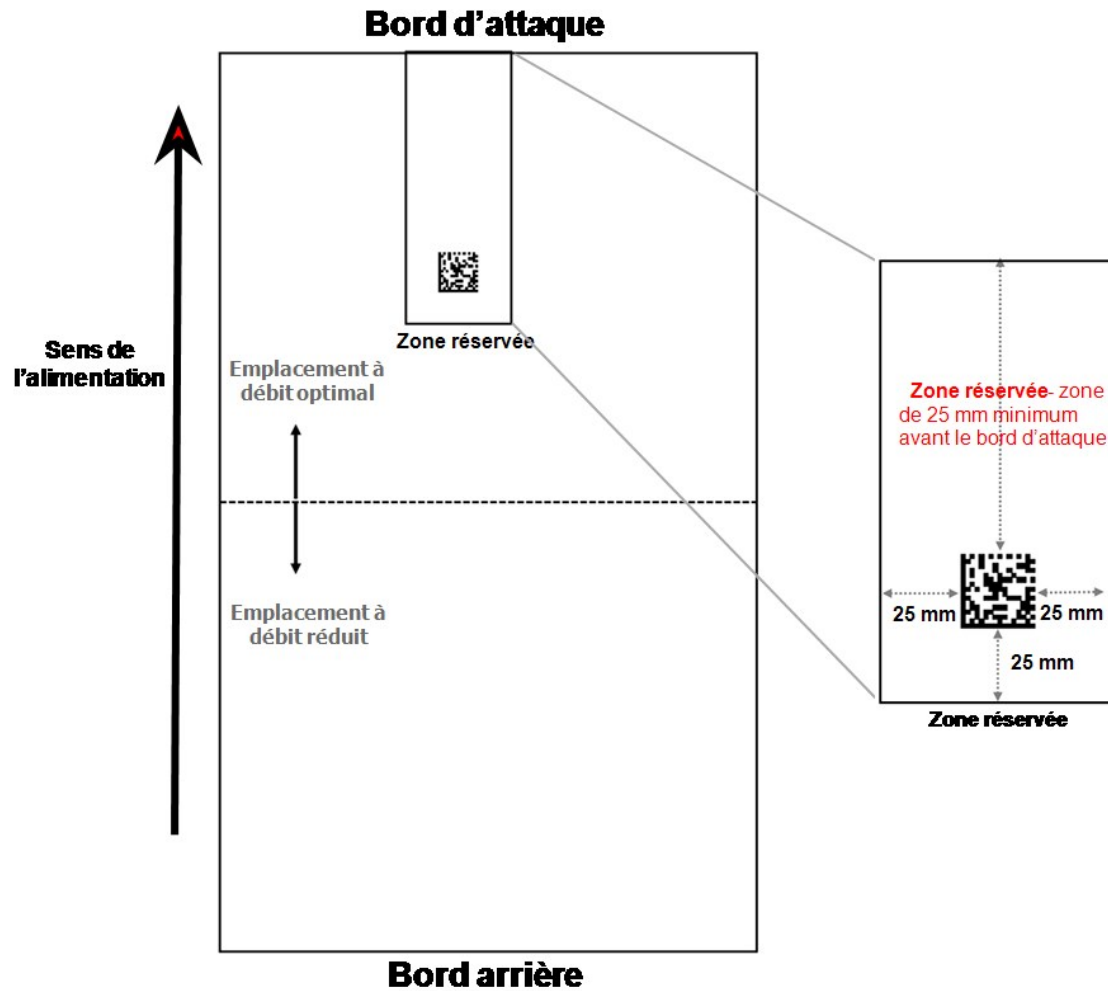 Bord d'attaque
Zone réservée
Sens de
l'alimentation
Emplacement à
débit optimal
Emplacement à
débit réduit
Zone réservée- zone
de 25 mm minimum
avant le bord d'attaque
25 mm
25 mm
25 mm
Zone réservée
Bord arrière